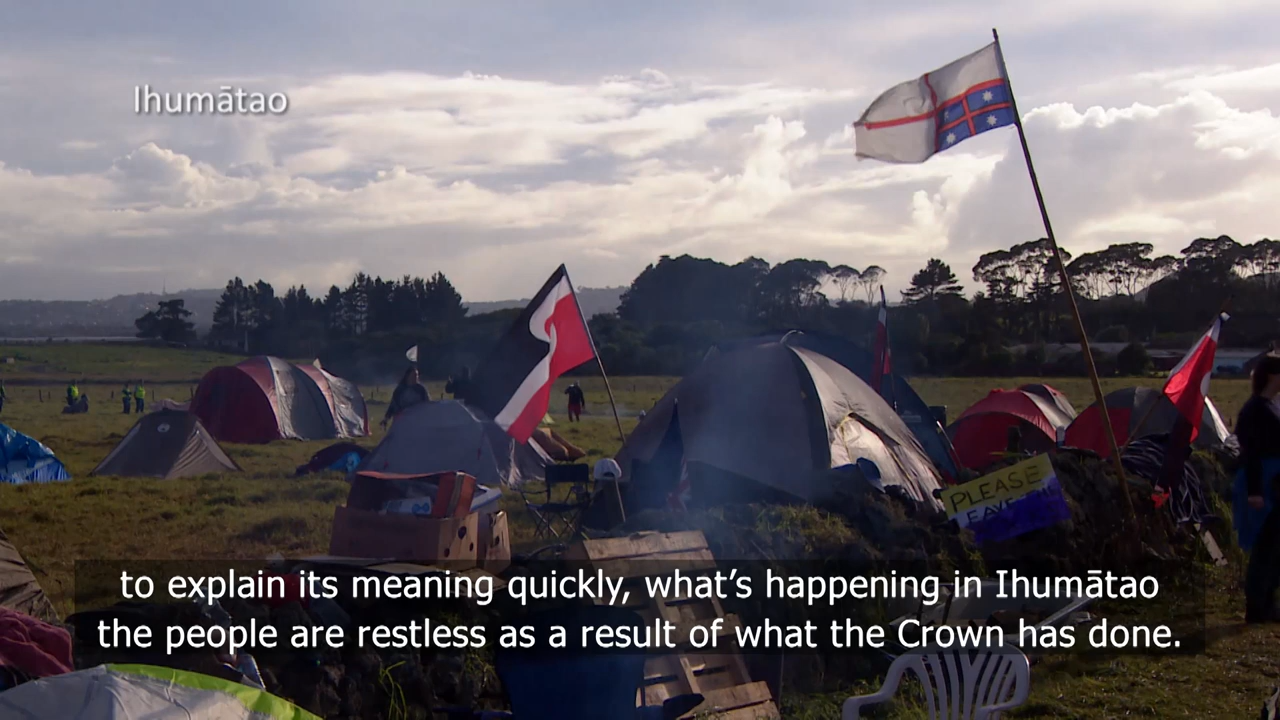 Ihumātao
PLEASE
to explain its meaning quickly, what’s happening in Ihumātao
the people are restless as a result of what the Crown has done.